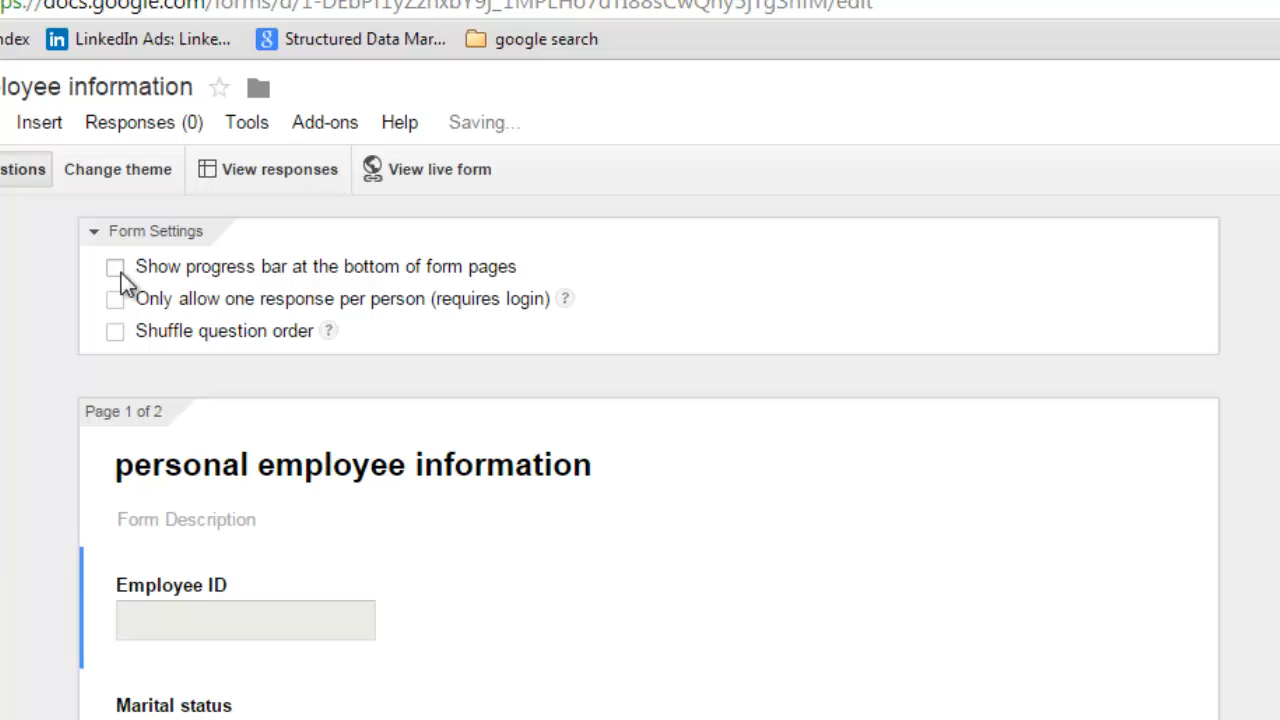 ndex LinkedIn Ads: Linke... Structured Data Mar... google search
loyee information
Insert Responses (0) Tools Add-ons Help Saving...
stions Change theme View responses View live form
Form Settings
Show progress bar at the bottom of form pages
Only allow one response per person (requires login) ?
Shuffle question order ?
Page 1 of 2
personal employee information
Form Description
Employee ID
Marital status